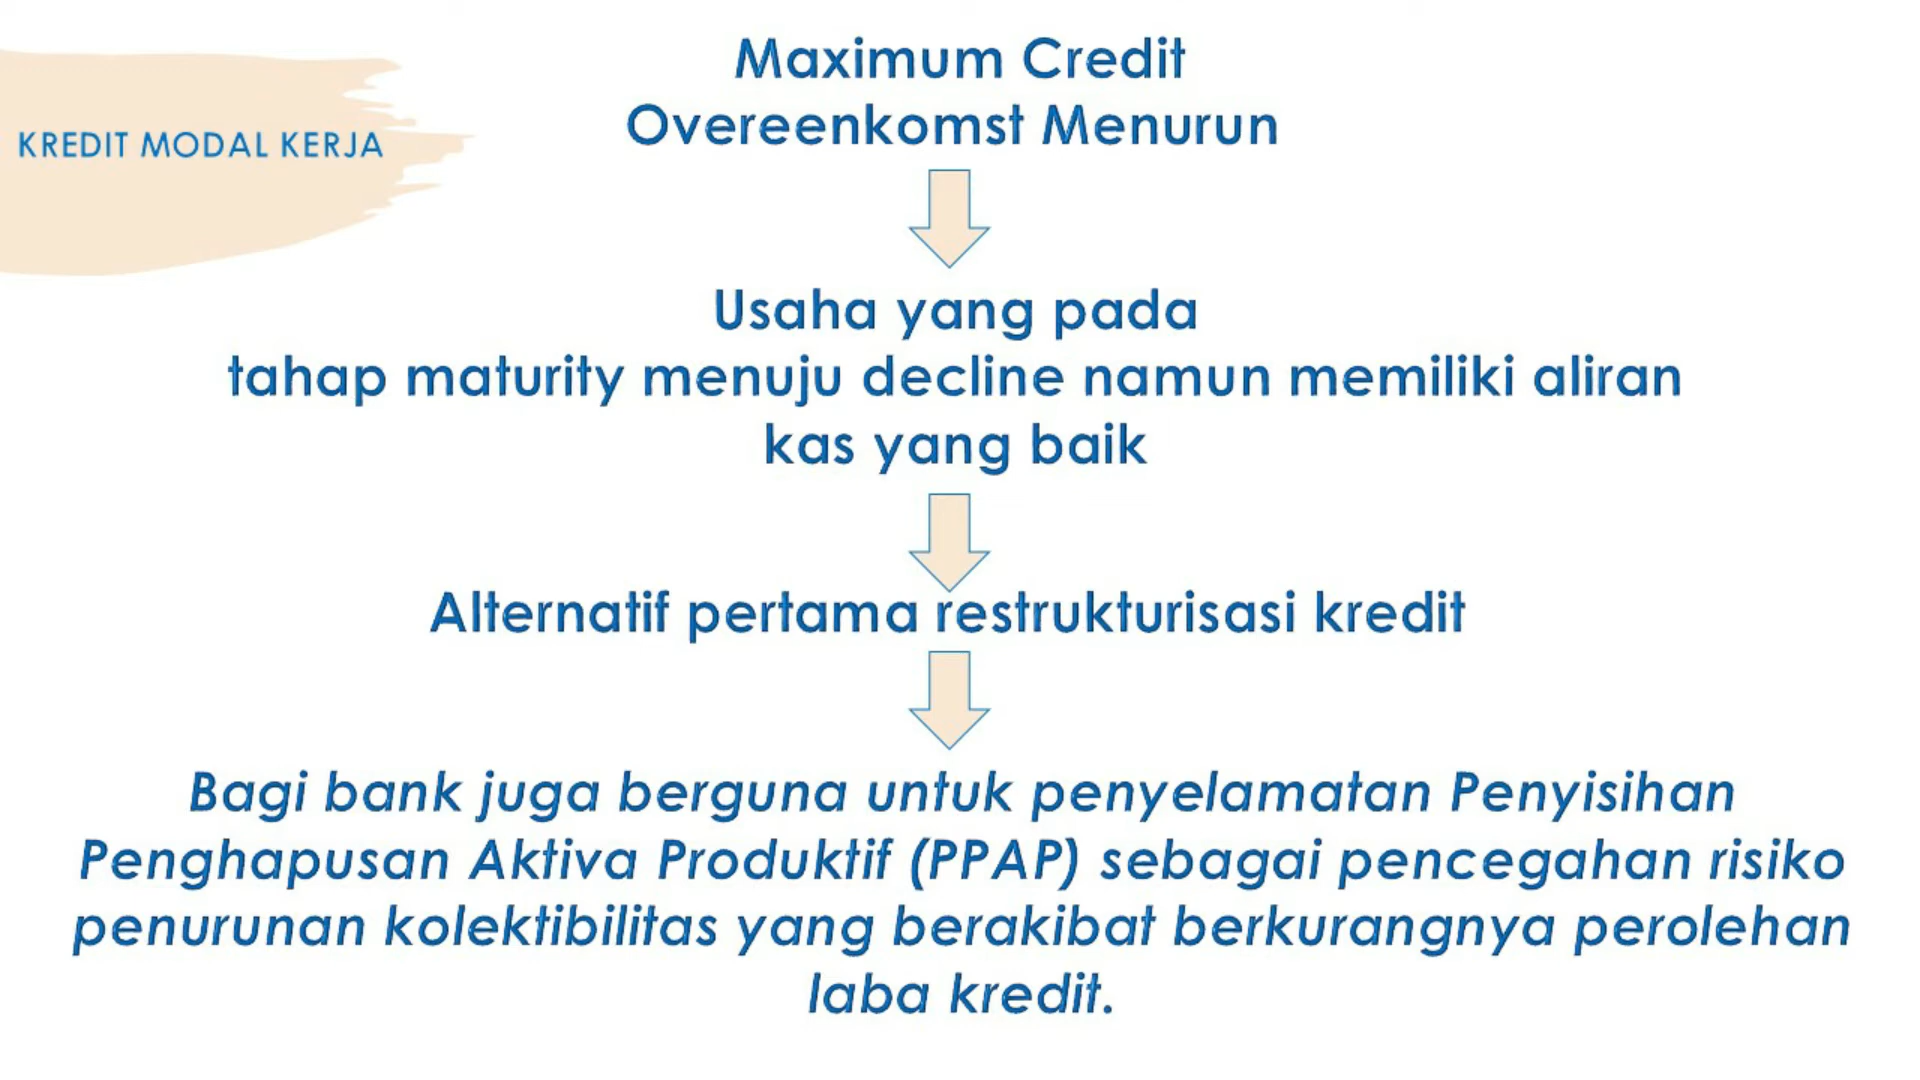 KREDIT MODAL KERJA
Maximum Credit
Overeenkomst Menurun
Usaha yang pada
tahap maturity menuju decline namun memiliki aliran
kas yang baik
Alternatif pertama restrukturisasi kredit
Bagi bank juga berguna untuk penyelamatan Penyisihan
Penghapusan Aktiva Produktif (PPAP) sebagai pencegahan risiko
penurunan kolektibilitas yang berakibat berkurangnya perolehan
laba kredit.